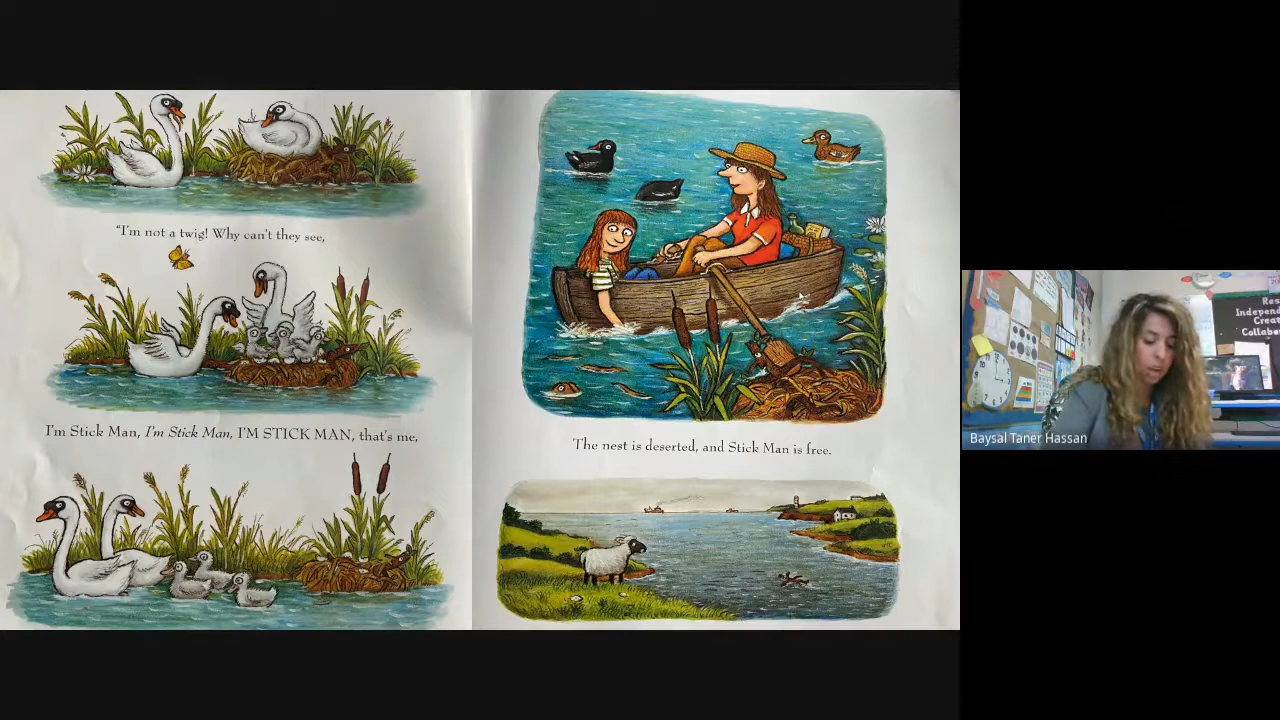 "I'm not a twig! Why can't they see,
I'm Stick Man, I'm Stick Man, I'M STICK MAN, that's me,
The nest is deserted, and Stick Man is free.
Baysal Taner Hassan